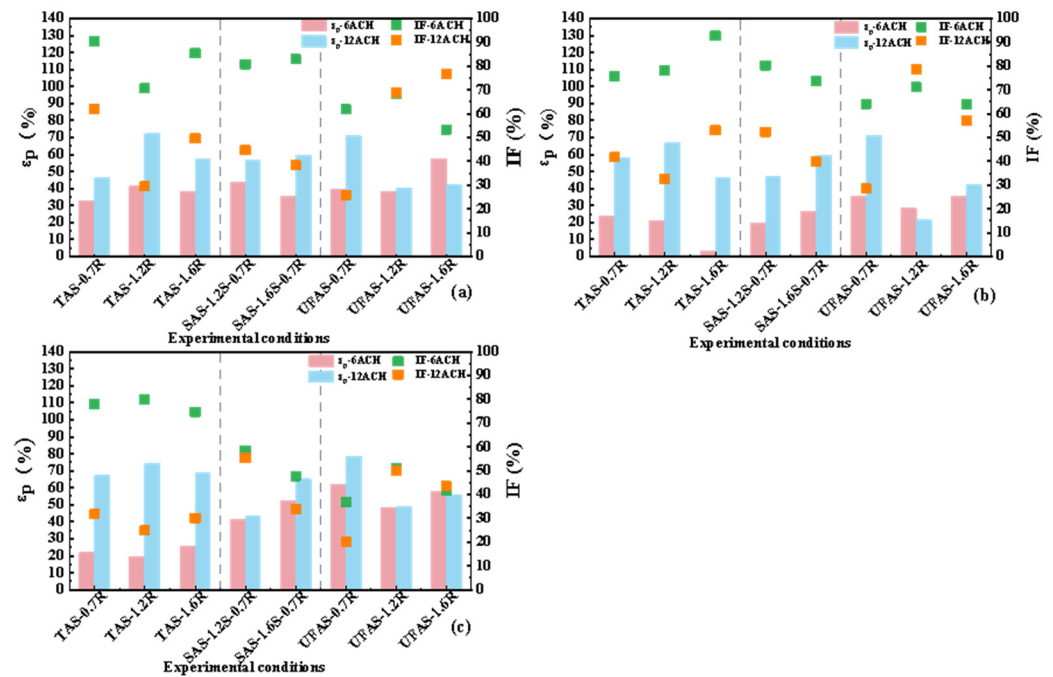 εp-6ACH IF-6ACH
εp-12ACH IF-12ACH
εp (%)
140
130
120
110
100
90
80
70
60
50
40
30
20
10
0
IF (%)
100
90
80
70
60
50
40
30
20
10
0
TAS-0.7R
TAS-1.2R
TAS-1.6R
SAS-1.2S-0.7R
SAS-1.6S-0.7R
UFAS-0.7R
UFAS-1.2R
UFAS-1.6R
(a)
Experimental conditions
εp-6ACH IF-6ACH
εp-12ACH IF-12ACH
εp (%)
140
130
120
110
100
90
80
70
60
50
40
30
20
10
0
IF (%)
100
90
80
70
60
50
40
30
20
10
0
TAS-0.7R
TAS-1.2R
TAS-1.6R
SAS-1.2S-0.7R
SAS-1.6S-0.7R
UFAS-0.7R
UFAS-1.2R
UFAS-1.6R
(b)
Experimental conditions
εp-6ACH IF-6ACH
εp-12ACH IF-12ACH
εp (%)
140
130
120
110
100
90
80
70
60
50
40
30
20
10
0
IF (%)
100
90
80
70
60
50
40
30
20
10
0
TAS-0.7R
TAS-1.2R
TAS-1.6R
SAS-1.2S-0.7R
SAS-1.6S-0.7R
UFAS-0.7R
UFAS-1.2R
UFAS-1.6R
(c)
Experimental conditions